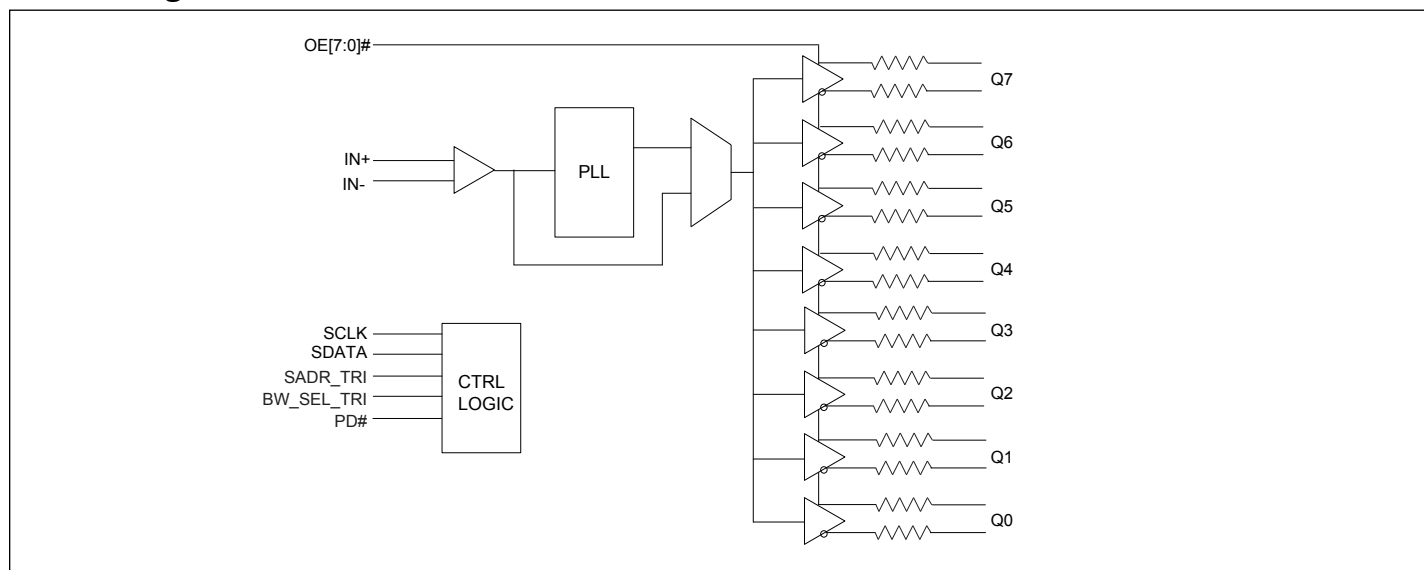 OE[7:0]#
Q7
Q6
IN+
PLL
IN-
Q5
Q4
SCLK
Q3
SDATA
SADR_TRI
CTRL
LOGIC
BW_SEL_TRI
Q2
PD#
Q1
Q0